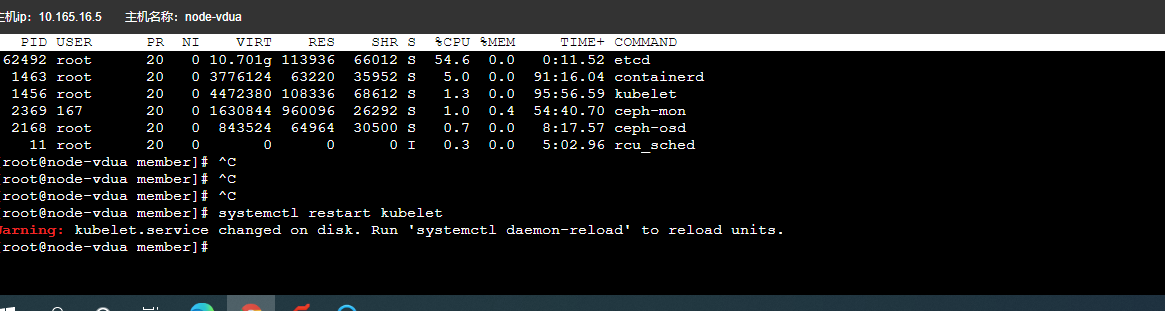 主机ip：10.165.16.5 主机名称：node-vdua
PID USER PR NI VIRT RES SHR S %CPU %MEM TIME+ COMMAND
62492 root 20 0 10.701g 113936 66012 S 54.6 0.0 0:11.52 etcd
1463 root 20 0 3776124 63220 35952 S 5.0 0.0 91:16.04 containerd
1456 root 20 0 4472380 108336 68612 S 1.3 0.0 95:56.59 kubelet
2369 167 20 0 1630844 960096 26292 S 1.0 0.4 54:40.70 ceph-mon
2168 root 20 0 843524 64964 30500 S 0.7 0.0 8:17.57 ceph-osd
11 root 20 0 0 0 0 I 0.3 0.0 5:02.96 rcu_sched
[root@node-vdua member]# ^C
[root@node-vdua member]# ^C
[root@node-vdua member]# ^C
[root@node-vdua member]# systemctl restart kubelet
Warning: kubelet.service changed on disk. Run 'systemctl daemon-reload' to reload units.
[root@node-vdua member]#